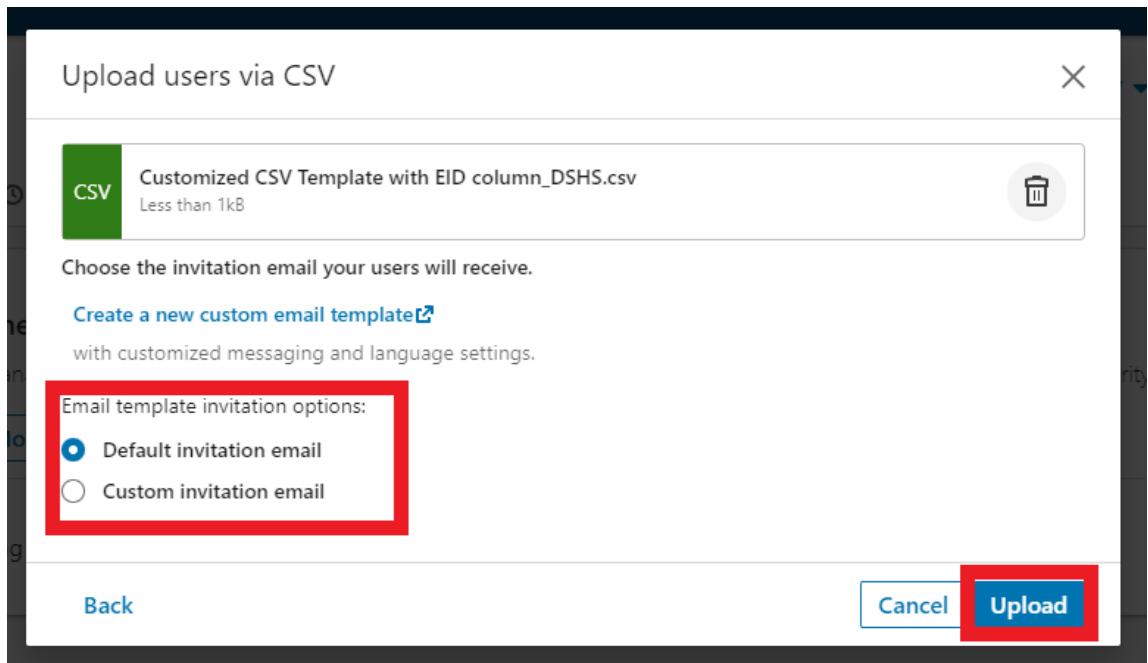 Upload users via CSV
CSV
Customized CSV Template with EID column_DSHS.csv
Less than 1kB
Choose the invitation email your users will receive.
Create a new custom email template
with customized messaging and language settings.
Email template invitation options:
Default invitation email
Custom invitation email
Back
Cancel
Upload